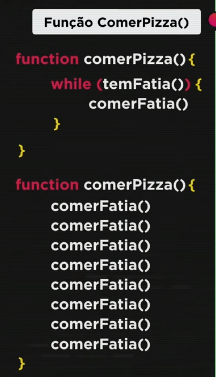 Função ComerPizza()
function comerPizza(){
while (temFatia()) {
comerFatia()
}
}
function comerPizza(){
comerFatia()
comerFatia()
comerFatia()
comerFatia()
comerFatia()
comerFatia()
comerFatia()
comerFatia()
}